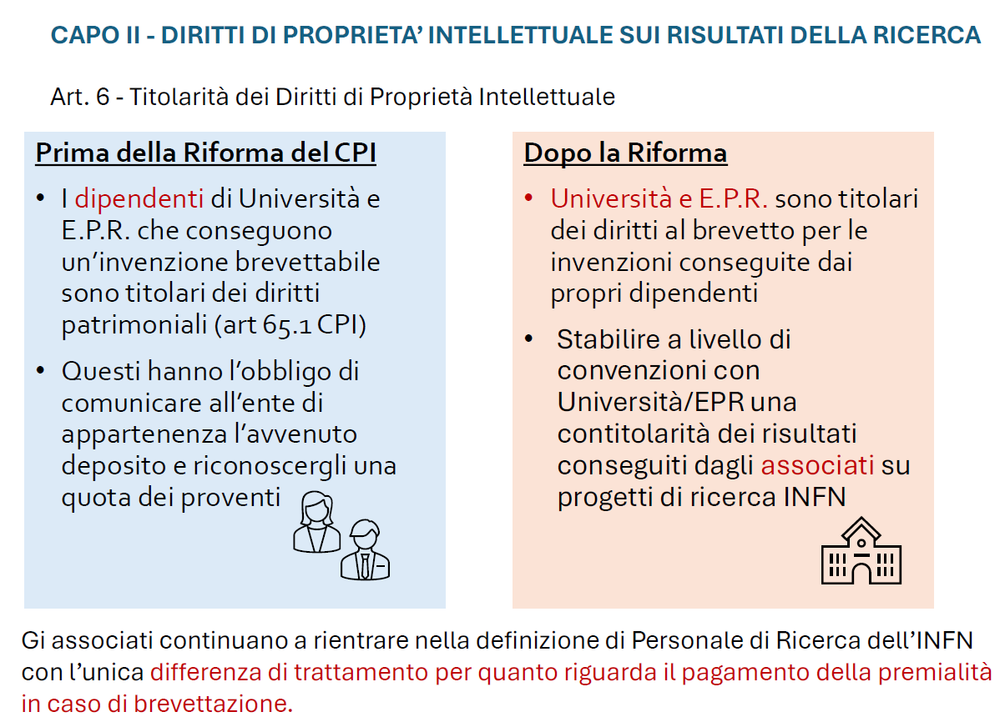 CAPO II - DIRITTI DI PROPRIETA’ INTELLETTUALE SUI RISULTATI DELLA RICERCA
Art. 6 - Titolarità dei Diritti di Proprietà Intellettuale
Prima della Riforma del CPI
• I dipendenti di Università e
E.P.R. che conseguono
un’invenzione brevettabile
sono titolari dei diritti
patrimoniali (art 65.1 CPI)
• Questi hanno l’obbligo di
comunicare all’ente di
appartenenza l’avvenuto
deposito e riconoscergli una
quota dei proventi
Dopo la Riforma
• Università e E.P.R. sono titolari
dei diritti al brevetto per le
invenzioni conseguite dai
propri dipendenti
• Stabilire a livello di
convenzioni con
Università/EPR una
contitolarità dei risultati
conseguiti dagli associati su
progetti di ricerca INFN
Gi associati continuano a rientrare nella definizione di Personale di Ricerca dell’INFN
con l’unica differenza di trattamento per quanto riguarda il pagamento della premialità
in caso di brevettazione.